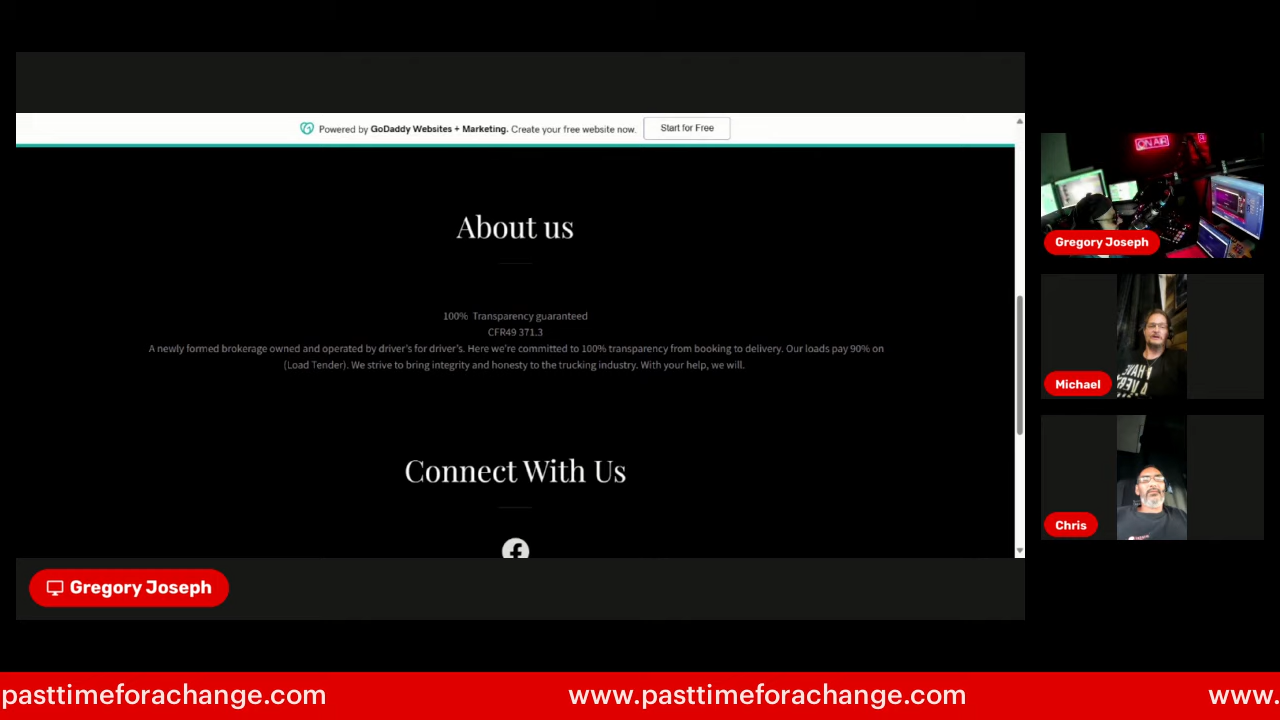 Powered by GoDaddy Websites + Marketing. Create your free website now. Start for Free
About us
100% Transparency guaranteed
CFR49 371.3
A newly formed brokerage owned and operated by driver's for driver's. Here we're committed to 100% transparency from booking to delivery. Our loads pay 90% on
(Load Tender). We strive to bring integrity and honesty to the trucking industry. With your help, we will.
Connect With Us
Gregory Joseph
ON AIR
Gregory Joseph
Michael
Chris
pasttimeforachange.com www.pasttimeforachange.com www.